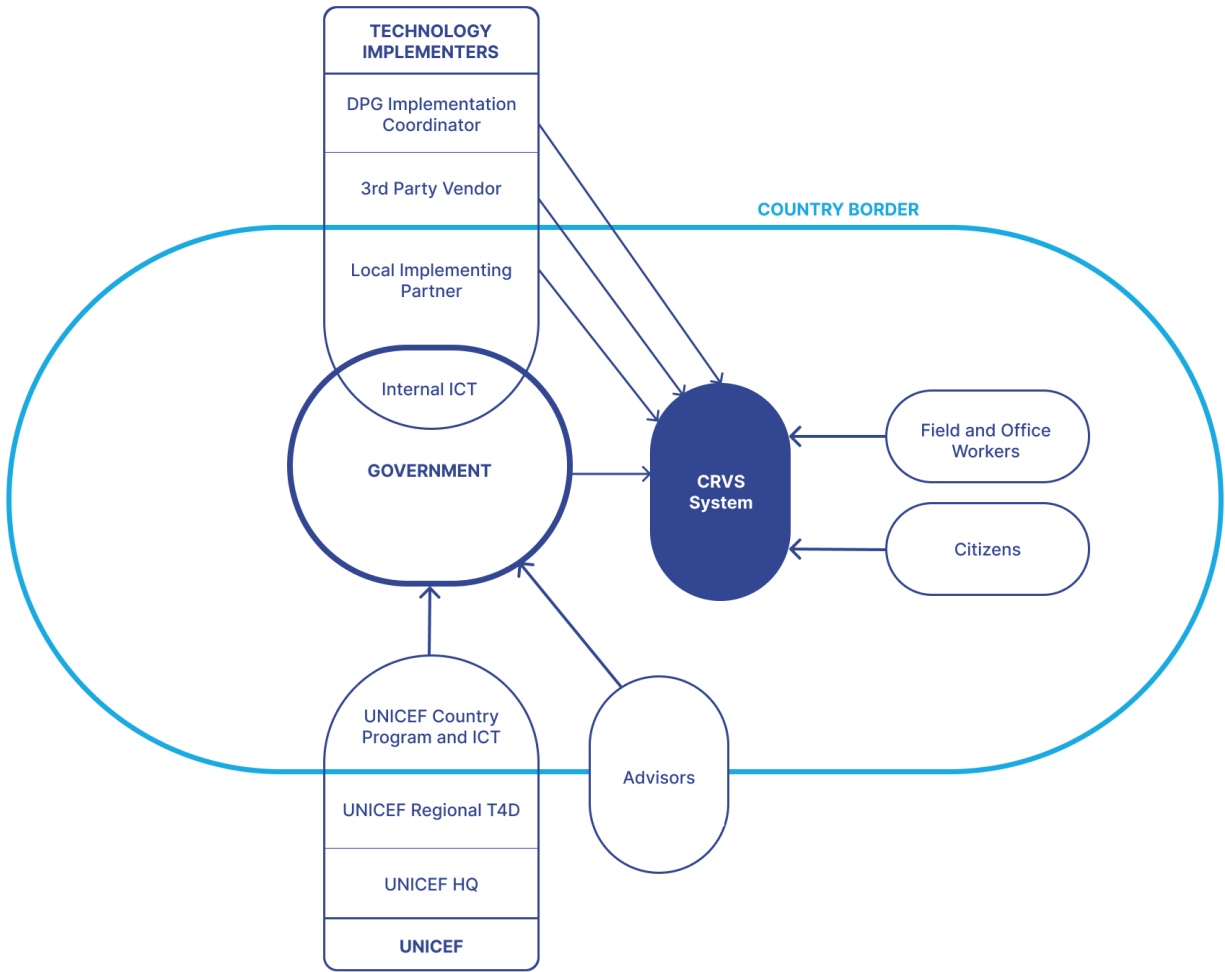 TECHNOLOGY
IMPLEMENTERS
DPG Implementation
Coordinator
3rd Party Vendor
COUNTRY BORDER
Local Implementing
Partner
Internal ICT
GOVERNMENT
CRVS
System
Field and Office
Workers
Citizens
UNICEF Country
Program and ICT
Advisors
UNICEF Regional T4D
UNICEF HQ
UNICEF